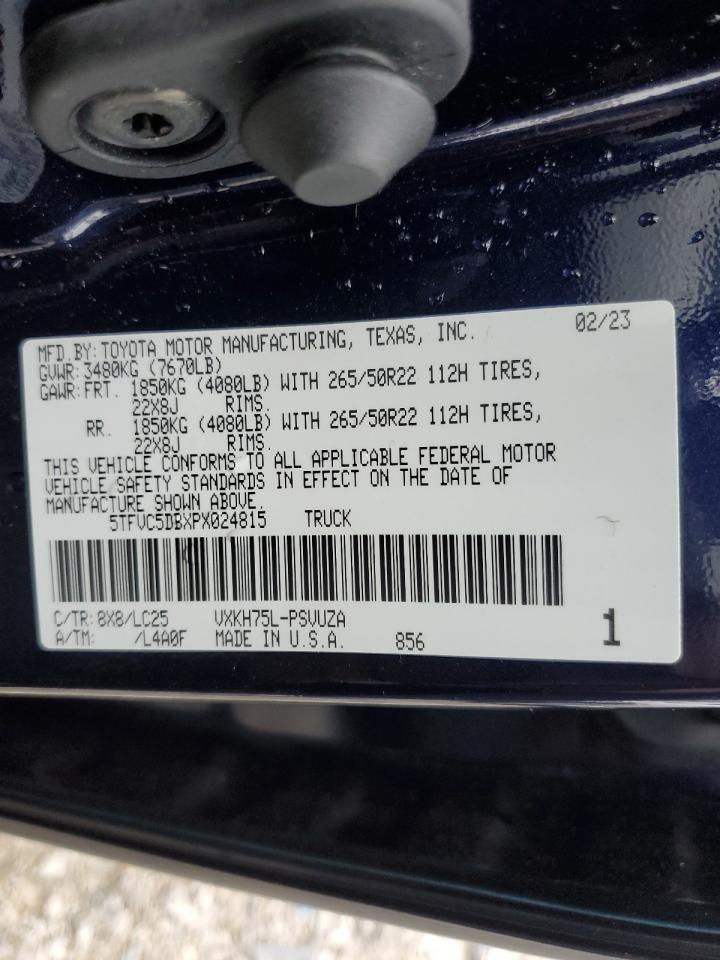 MFD.BY: TOYOTA MOTOR MANUFACTURING, TEXAS, INC. 02/23
GVWR: 3480KG (7670LB)
GAWR: FRT. 1850KG (4080LB) WITH 265/50R22 112H TIRES,
22X8J RIMS.
RR. 1850KG (4080LB) WITH 265/50R22 112H TIRES,
22X8J RIMS.
THIS VEHICLE CONFORMS TO ALL APPLICABLE FEDERAL MOTOR
VEHICLE SAFETY STANDARDS IN EFFECT ON THE DATE OF
MANUFACTURE SHOWN ABOVE.
5TFVC5DBXPX024815 TRUCK
C/TR: 8X8/LC25 VXKH75L-PSVUZA
A/TM: /L4A0F MADE IN U.S.A. 856 1